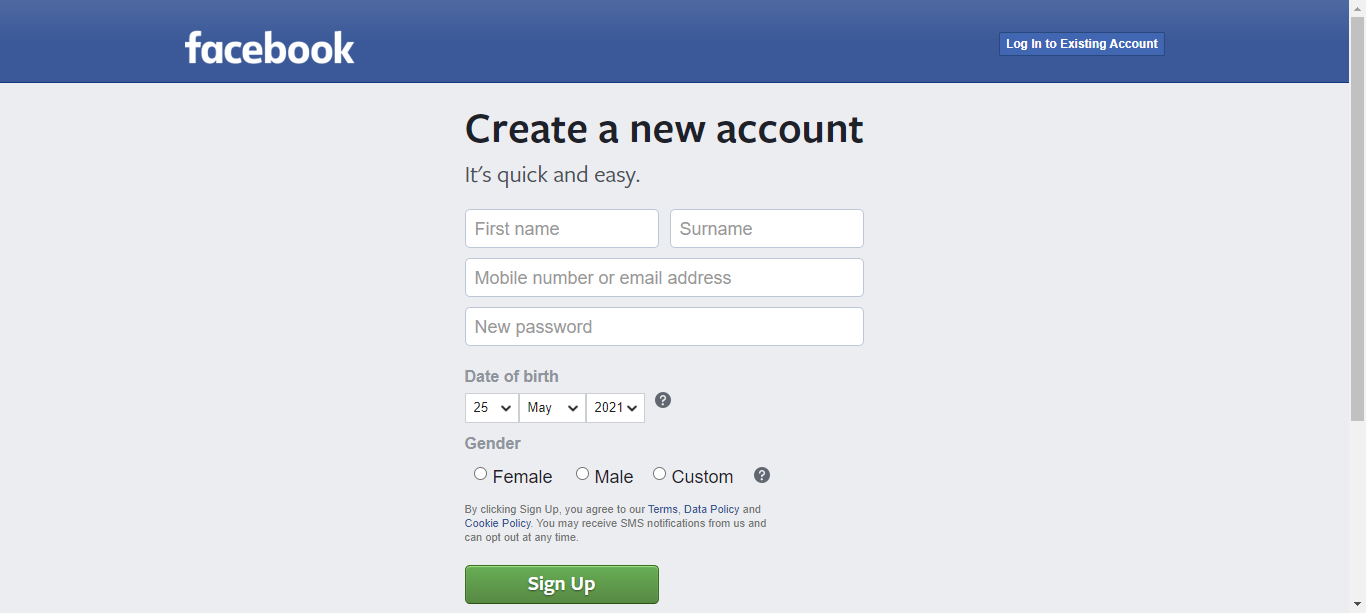 facebook
Log In to Existing Account
Create a new account
It's quick and easy.
First name
Surname
Mobile number or email address
New password
Date of birth
25 May 2021 ?
Gender
Female Male Custom ?
By clicking Sign Up, you agree to our Terms, Data Policy and
Cookie Policy. You may receive SMS notifications from us and
can opt out at any time.
Sign Up